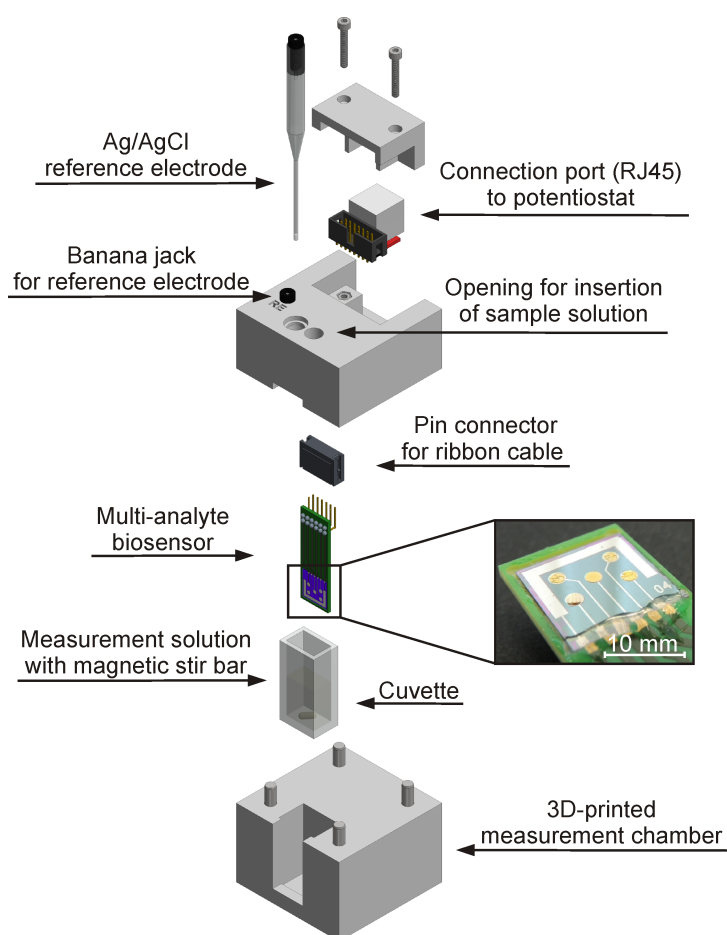 Ag/AgCl
reference electrode
Connection port (RJ45)
to potentiostat
Banana jack
for reference electrode
RE
Opening for insertion
of sample solution
Pin connector
for ribbon cable
Multi-analyte
biosensor
04
10 mm
Measurement solution
with magnetic stir bar
Cuvette
3D-printed
measurement chamber